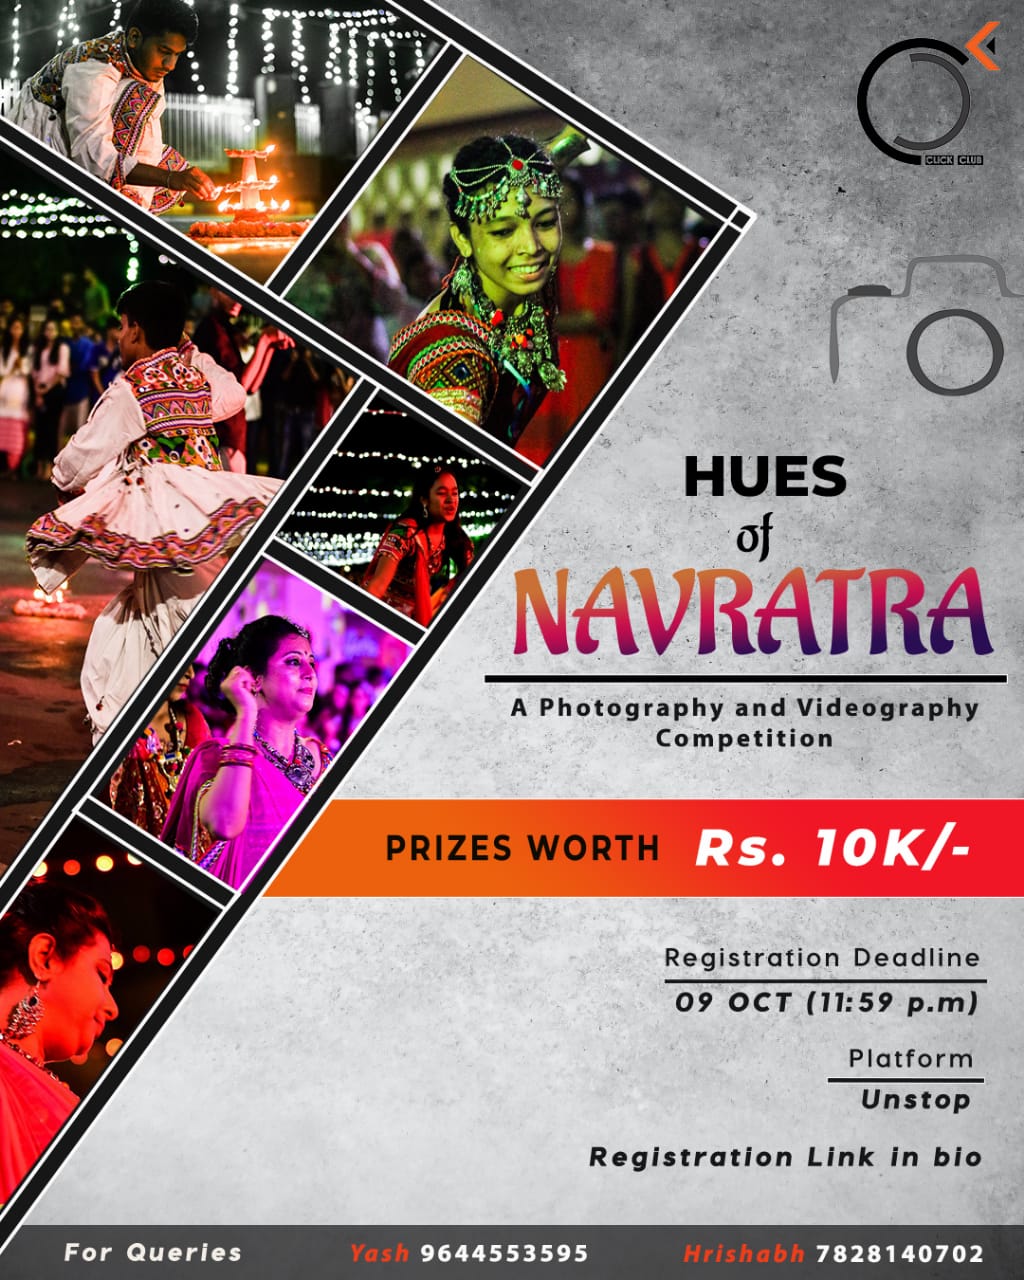 CLICK CLUB
HUES
of
NAVRATRA
A Photography and Videography
Competition
PRIZES WORTH Rs. 10K/-
Registration Deadline
09 OCT (11:59 p.m)
Platform
Unstop
Registration Link in bio
For Queries Yash 9644553595 Hrishabh 7828140702